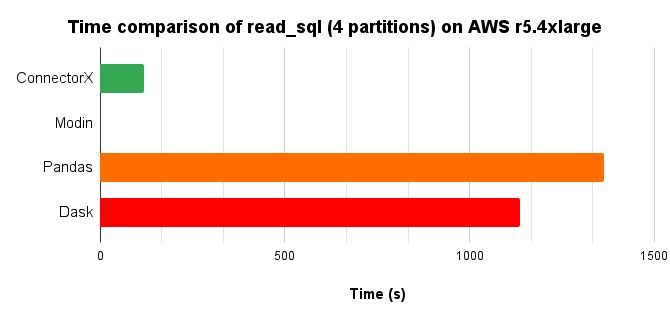 Time comparison of read_sql (4 partitions) on AWS r5.4xlarge
ConnectorX
Modin
Pandas
Dask
0 500 1000 1500
Time (s)